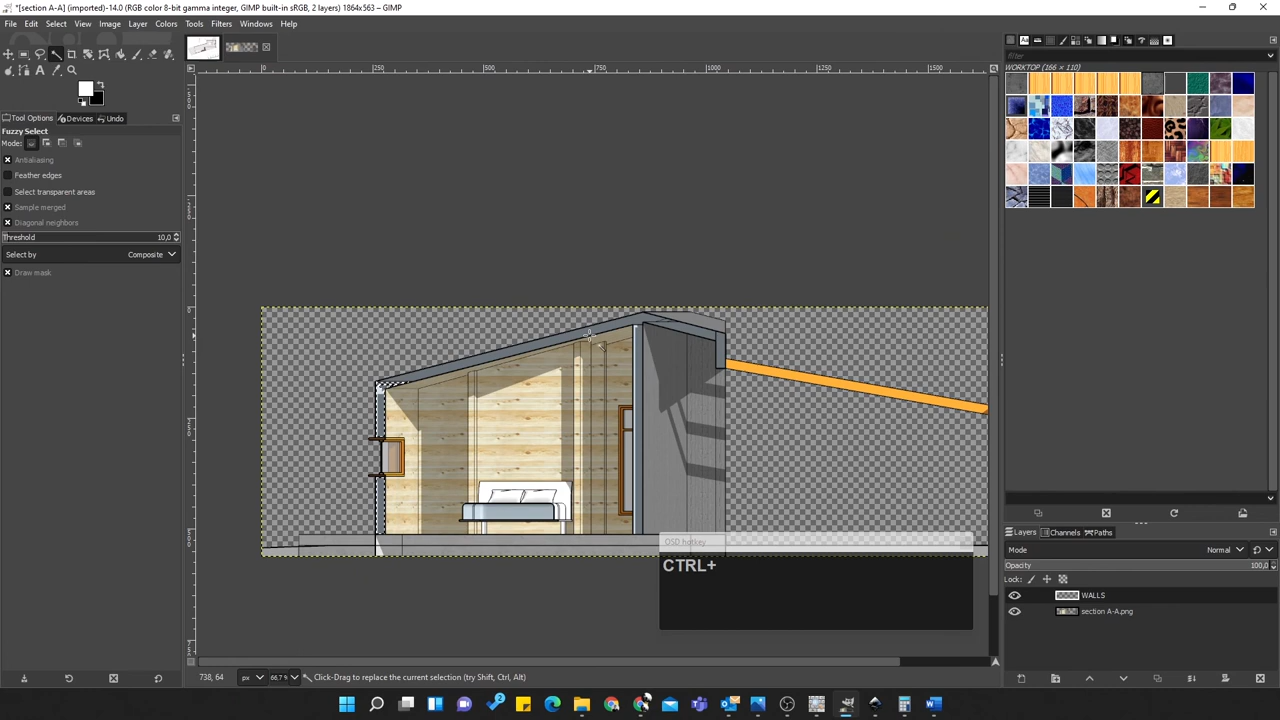 *[section A-A] (imported)-14.0 (RGB color 8-bit gamma integer, GIMP built-in sRGB, 2 layers) 1864x563 – GIMP
File Edit Select View Image Layer Colors Tools Filters Windows Help
filter
WORKTOP (166 × 110)
0 250 500 750 1000 1250 1500
Tool Options Devices Undo
Fuzzy Select
Mode:
Antialiasing
Feather edges
Select transparent areas
Sample merged
Diagonal neighbors
Threshold 10,0
Select by Composite
Draw mask
OSD hotkey
CTRL+
Layers Channels Paths
Mode Normal
Opacity 100,0
Lock:
WALLS
section A-A.png
738, 64 px 66.7 % Click-Drag to replace the current selection (try Shift, Ctrl, Alt)